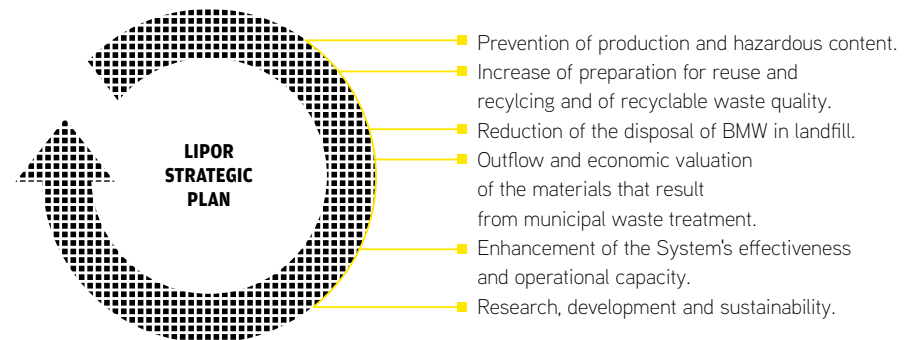 LIPOR
STRATEGIC
PLAN
Prevention of production and hazardous content.
Increase of preparation for reuse and
recylcing and of recyclable waste quality.
Reduction of the disposal of BMW in landfill.
Outflow and economic valuation
of the materials that result
from municipal waste treatment.
Enhancement of the System's effectiveness
and operational capacity.
Research, development and sustainability.